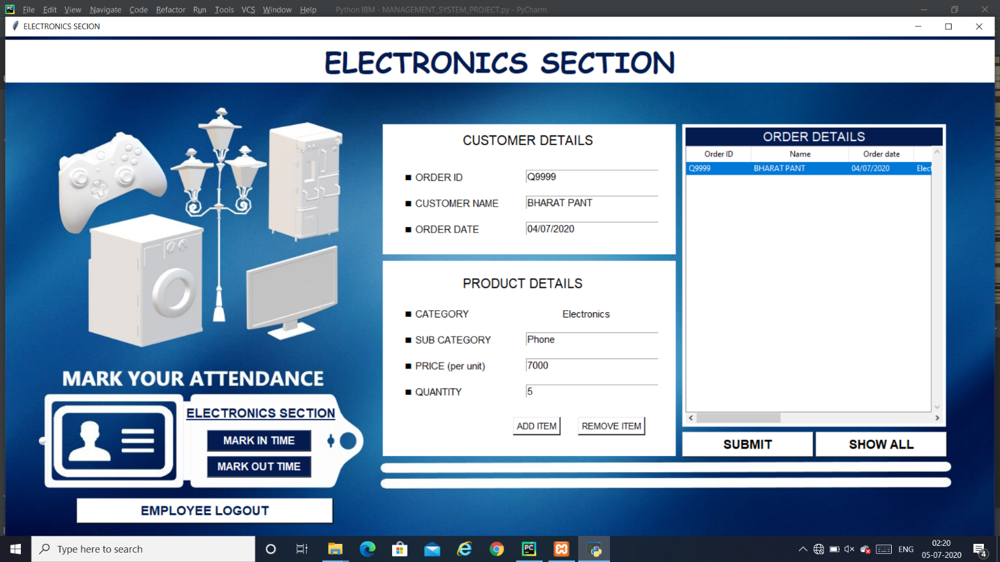 File Edit View Navigate Code Refactor Run Tools VCS Window Help Python IBM - MANAGEMENT_SYSTEM_PROJECT.py - PyCharm
ELECTRONICS SECION
ELECTRONICS SECTION
CUSTOMER DETAILS
■ ORDER ID Q9999
■ CUSTOMER NAME BHARAT PANT
■ ORDER DATE 04/07/2020
PRODUCT DETAILS
■ CATEGORY Electronics
■ SUB CATEGORY Phone
■ PRICE (per unit) 7000
■ QUANTITY 5
ADD ITEM REMOVE ITEM
ORDER DETAILS
Order ID Name Order date
Q9999 BHARAT PANT 04/07/2020 Elect
SUBMIT SHOW ALL
MARK YOUR ATTENDANCE
ELECTRONICS SECTION
MARK IN TIME
MARK OUT TIME
EMPLOYEE LOGOUT
Type here to search
PC
ENG
02:20
05-07-2020
4